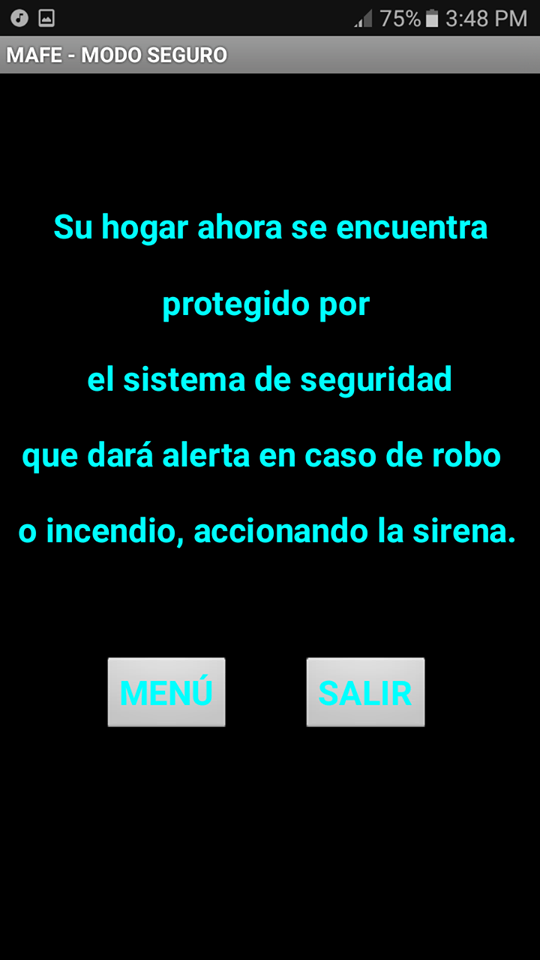 75% 3:48 PM
MAFE - MODO SEGURO
Su hogar ahora se encuentra
protegido por
el sistema de seguridad
que dará alerta en caso de robo
o incendio, accionando la sirena.
MENÚ SALIR